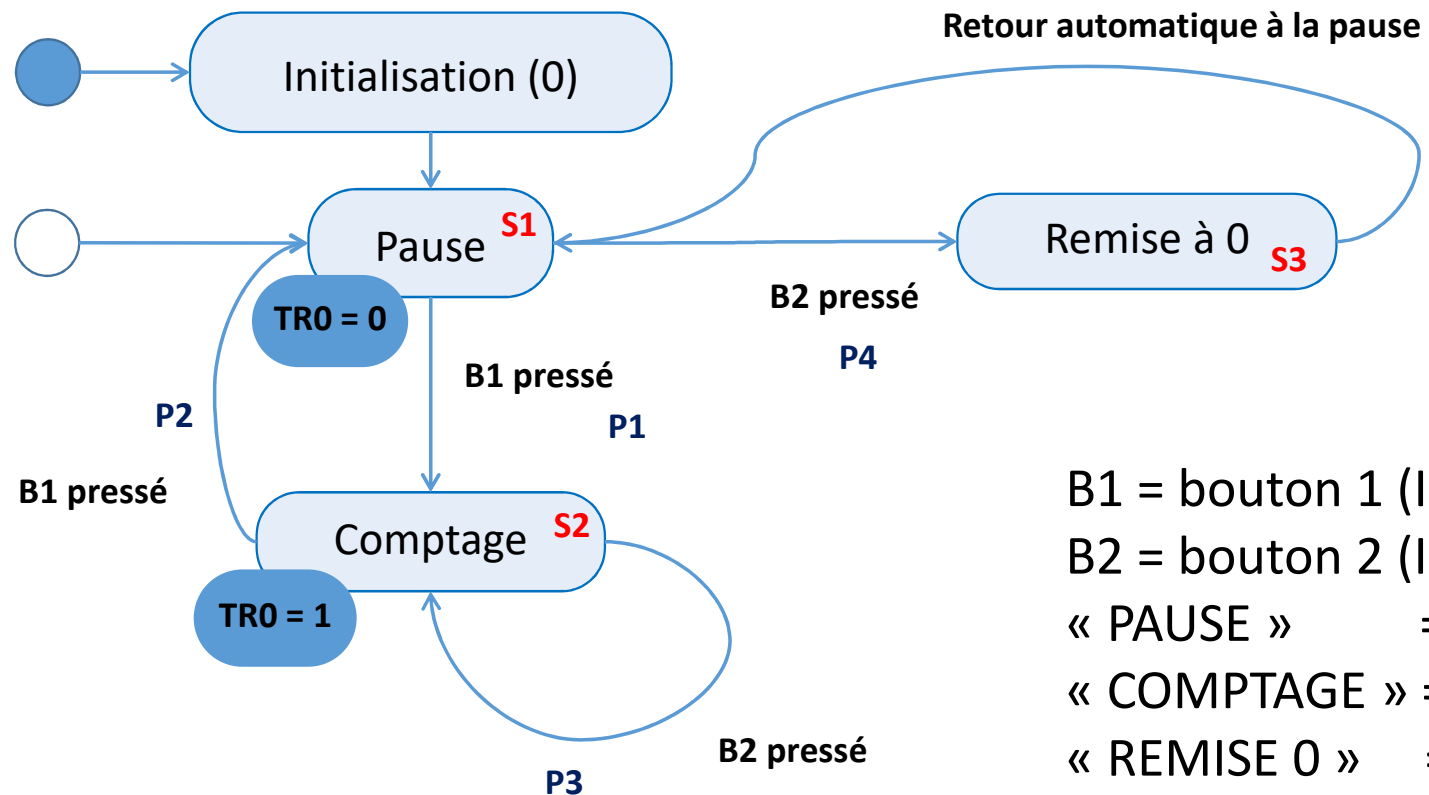 Retour automatique à la pause
Initialisation (0)
Pause
S1
Remise à 0
S3
TR0 = 0
B2 pressé
P4
B1 pressé
P1
P2
B1 pressé
Comptage
S2
TR0 = 1
B2 pressé
P3
B1 = bouton 1 (I
B2 = bouton 2 (I
« PAUSE » =
« COMPTAGE » =
« REMISE 0 » =